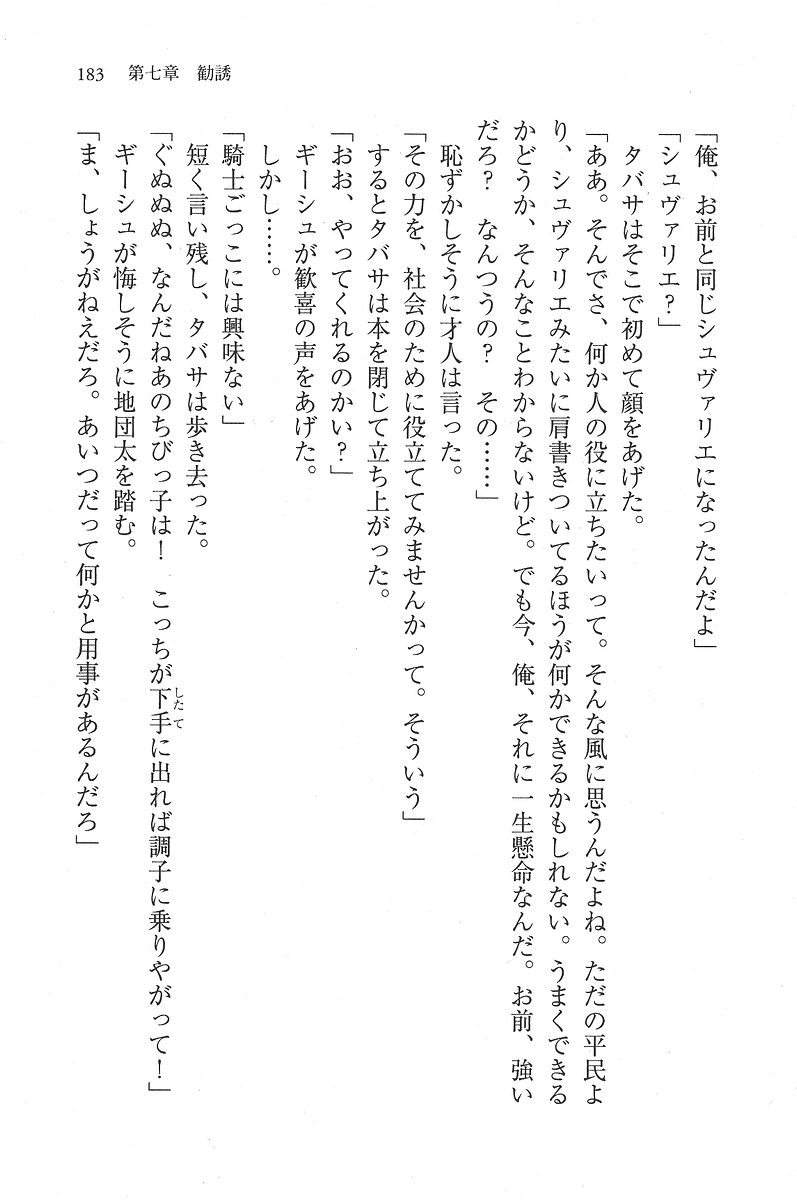 183　第七章　勧誘
「俺、お前と同じシュヴァリエになったんだよ」
「シュヴァリエ？」
　タバサはそこで初めて顔をあげた。
「ああ。そんでさ、何か人の役に立ちたいって。そんな風に思うんだよね。ただの平民よ
り、シュヴァリエみたいに肩書きついてるほうが何かできるかもしれない。うまくできる
かどうか、そんなことわからないけど。でも今、俺、それに一生懸命なんだ。お前、強い
だろ？　なんつうの？　その……」
　恥ずかしそうに才人は言った。
「その力を、社会のために役立ててみませんかって。そういう」
　するとタバサは本を閉じて立ち上がった。
「おお、やってくれるのかい？」
　ギーシュが歓喜の声をあげた。
　しかし……。
「騎士ごっこには興味ない」
　短く言い残し、タバサは歩き去った。
「ぐぬぬぬ、なんだねあのちびっ子は！　こっちが下手に出れば調子に乗りやがって！」
したて
　ギーシュが悔しそうに地団太を踏む。
「ま、しょうがねえだろ。あいつだって何かと用事があるんだろ」